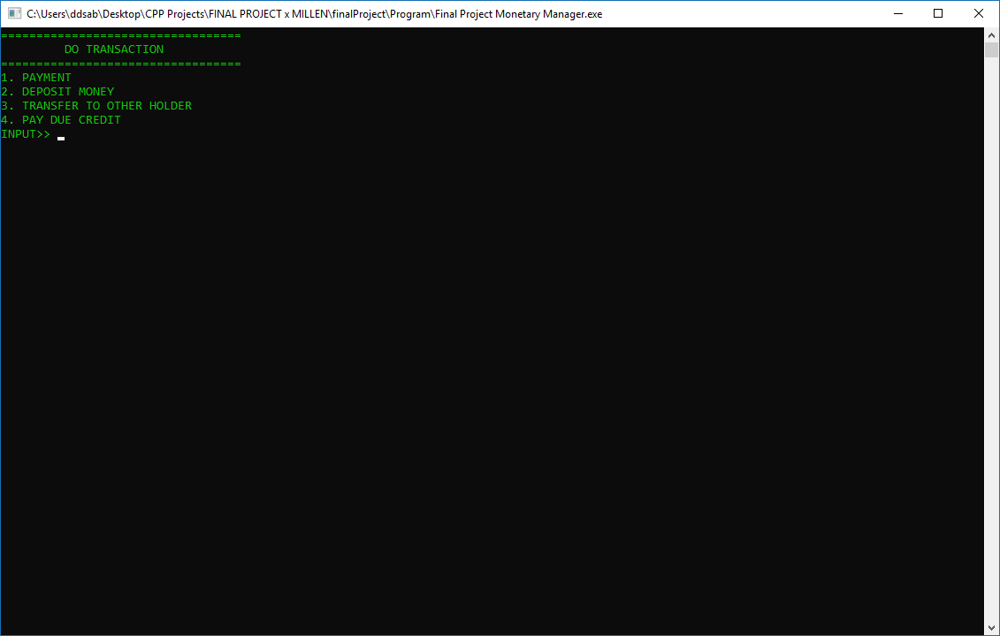 C:\Users\ddsab\Desktop\CPP Projects\FINAL PROJECT x MILLEN\finalProject\Program\Final Project Monetary Manager.exe
==================================
DO TRANSACTION
==================================
1. PAYMENT
2. DEPOSIT MONEY
3. TRANSFER TO OTHER HOLDER
4. PAY DUE CREDIT
INPUT>>